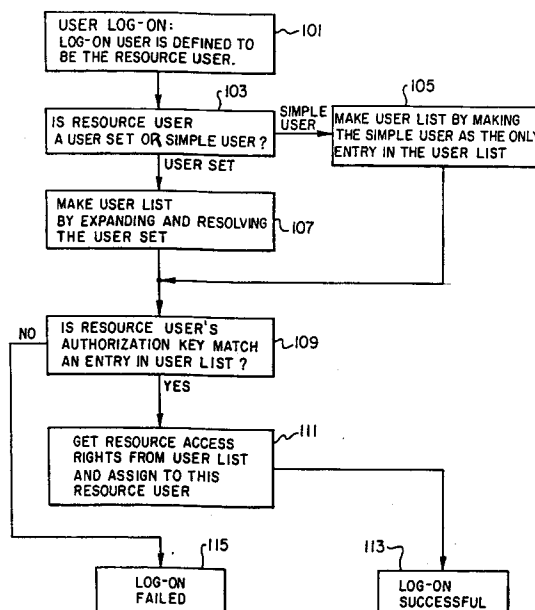 USER LOG-ON:
LOG-ON USER IS DEFINED TO
BE THE RESOURCE USER.
101
103
IS RESOURCE USER
A USER SET OR SIMPLE USER ?
SIMPLE
USER
105
MAKE USER LIST BY MAKING
THE SIMPLE USER AS THE ONLY
ENTRY IN THE USER LIST
USER SET
MAKE USER LIST
BY EXPANDING AND RESOLVING
THE USER SET
107
NO
IS RESOURCE USER'S
AUTHORIZATION KEY MATCH
AN ENTRY IN USER LIST ?
109
YES
111
GET RESOURCE ACCESS
RIGHTS FROM USER LIST
AND ASSIGN TO THIS
RESOURCE USER
115
LOG-ON
FAILED
113
LOG-ON
SUCCESSFUL